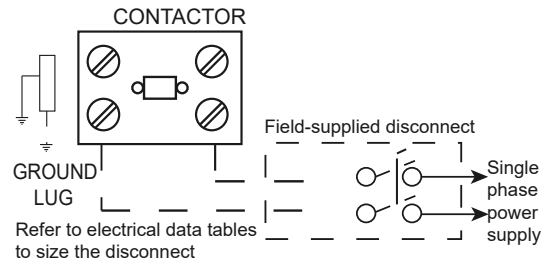 CONTACTOR
Field-supplied disconnect
GROUND
LUG
Single
phase
power
supply
Refer to electrical data tables
to size the disconnect